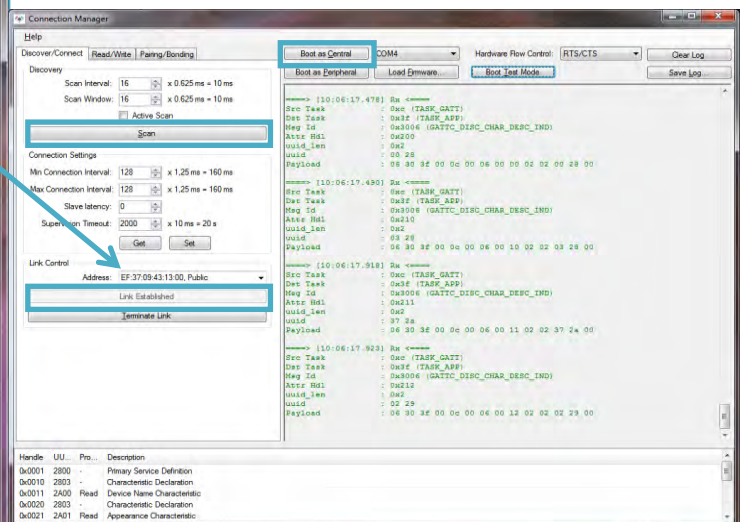 Connection Manager
Help
Discover/Connect Read/Write Pairing/Bonding
Boot as Central COM4 Hardware Flow Control: RTS/CTS Clear Log
Boot as Peripheral Load Firmware... Boot Test Mode Save Log...
Discovery
Scan Interval: 16 x 0.625 ms = 10 ms
Scan Window: 16 x 0.625 ms = 10 ms
Active Scan
Scan
Connection Settings
Min Connection Interval: 128 x 1,25 ms = 160 ms
Max Connection Interval: 128 x 1,25 ms = 160 ms
Slave latency: 0
Supervision Timeout: 2000 x 10 ms = 20 s
Get Set
Link Control
Address: EF:37:09:43:13:00, Public
Link Established
Terminate Link
====> [10:06:17.478] Rx <====
Src Task : 0xc (TASK_GATT)
Dst Task : 0x3f (TASK_APP)
Msg Id : 0x3006 (GATTC_DISC_CHAR_DESC_IND)
Attr Hdl : 0x200
uuid_len : 0x2
uuid : 00 28
Payload : 06 30 3f 00 0c 00 06 00 00 02 02 00 28 00
====> [10:06:17.490] Rx <====
Src Task : 0xc (TASK_GATT)
Dst Task : 0x3f (TASK_APP)
Msg Id : 0x3006 (GATTC_DISC_CHAR_DESC_IND)
Attr Hdl : 0x210
uuid_len : 0x2
uuid : 03 28
Payload : 06 30 3f 00 0c 00 06 00 10 02 02 03 28 00
====> [10:06:17.918] Rx <====
Src Task : 0xc (TASK_GATT)
Dst Task : 0x3f (TASK_APP)
Msg Id : 0x3006 (GATTC_DISC_CHAR_DESC_IND)
Attr Hdl : 0x211
uuid_len : 0x2
uuid : 37 2a
Payload : 06 30 3f 00 0c 00 06 00 11 02 02 37 2a 00
====> [10:06:17.923] Rx <====
Src Task : 0xc (TASK_GATT)
Dst Task : 0x3f (TASK_APP)
Msg Id : 0x3006 (GATTC_DISC_CHAR_DESC_IND)
Attr Hdl : 0x212
uuid_len : 0x2
uuid : 02 29
Payload : 06 30 3f 00 0c 00 06 00 12 02 02 02 29 00
Handle UU... Pro... Description
0x0001 2800 - Primary Service Definition
0x0010 2803 - Characteristic Declaration
0x0011 2A00 Read Device Name Characteristic
0x0020 2803 - Characteristic Declaration
0x0021 2A01 Read Appearance Characteristic